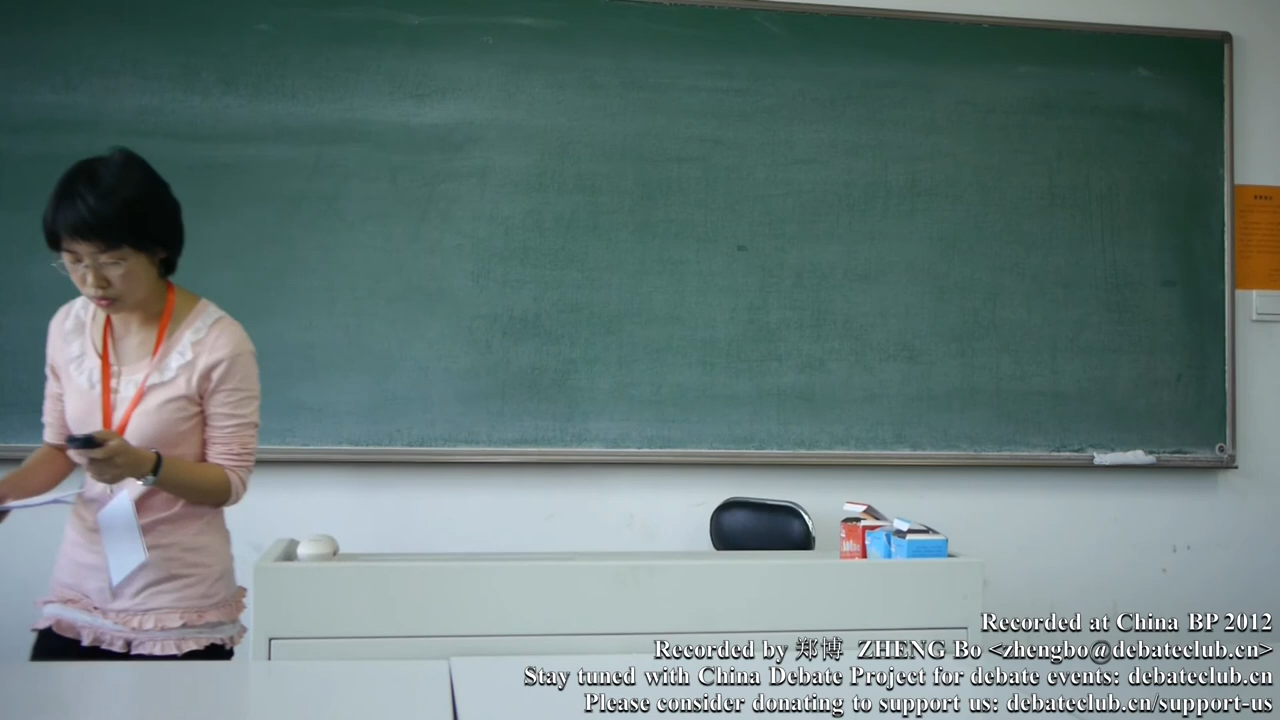 Recorded at China BP 2012
Recorded by 郑博 ZHENG Bo <zhengbo@debateclub.cn>
Stay tuned with China Debate Project for debate events: debateclub.cn
Please consider donating to support us: debateclub.cn/support-us